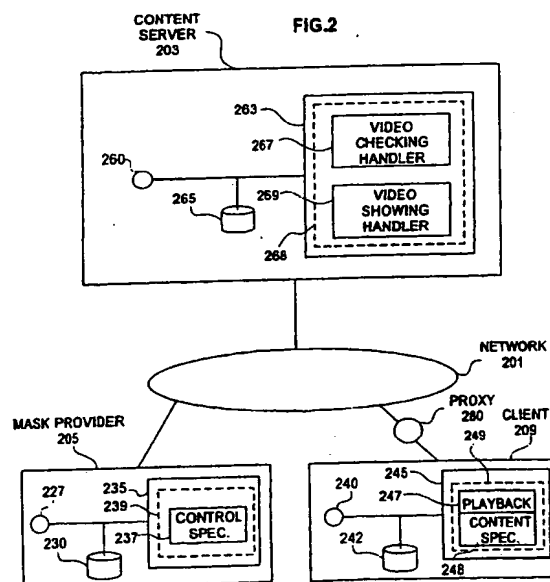 FIG.2
CONTENT
SERVER
203
263
VIDEO
CHECKING
HANDLER
267
260
269
VIDEO
SHOWING
HANDLER
265
268
NETWORK
201
PROXY
280
CLIENT
209
MASK PROVIDER
205
227
235
239
237
CONTROL
SPEC.
230
249
245
240
247
PLAYBACK
CONTENT
SPEC.
242
248